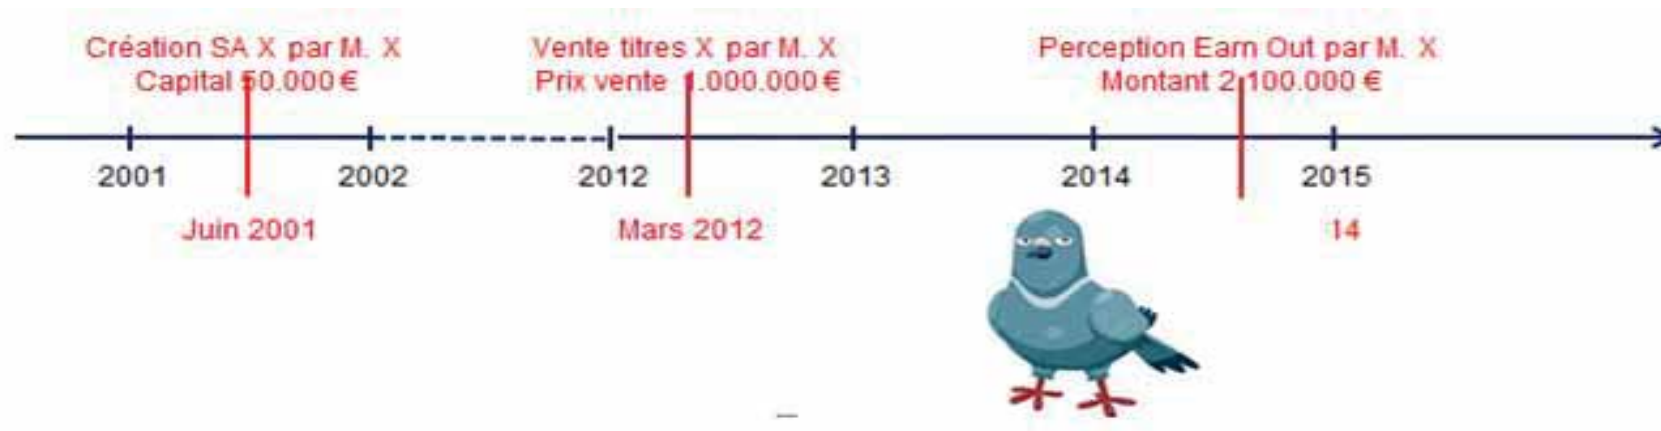 Création SA X par M. X
Capital 50.000 €
Vente titres X par M. X
Prix vente 1.000.000 €
Perception Earn Out par M. X
Montant 2 100.000 €
2001
2002
2012
2013
2014
2015
Juin 2001
Mars 2012
14